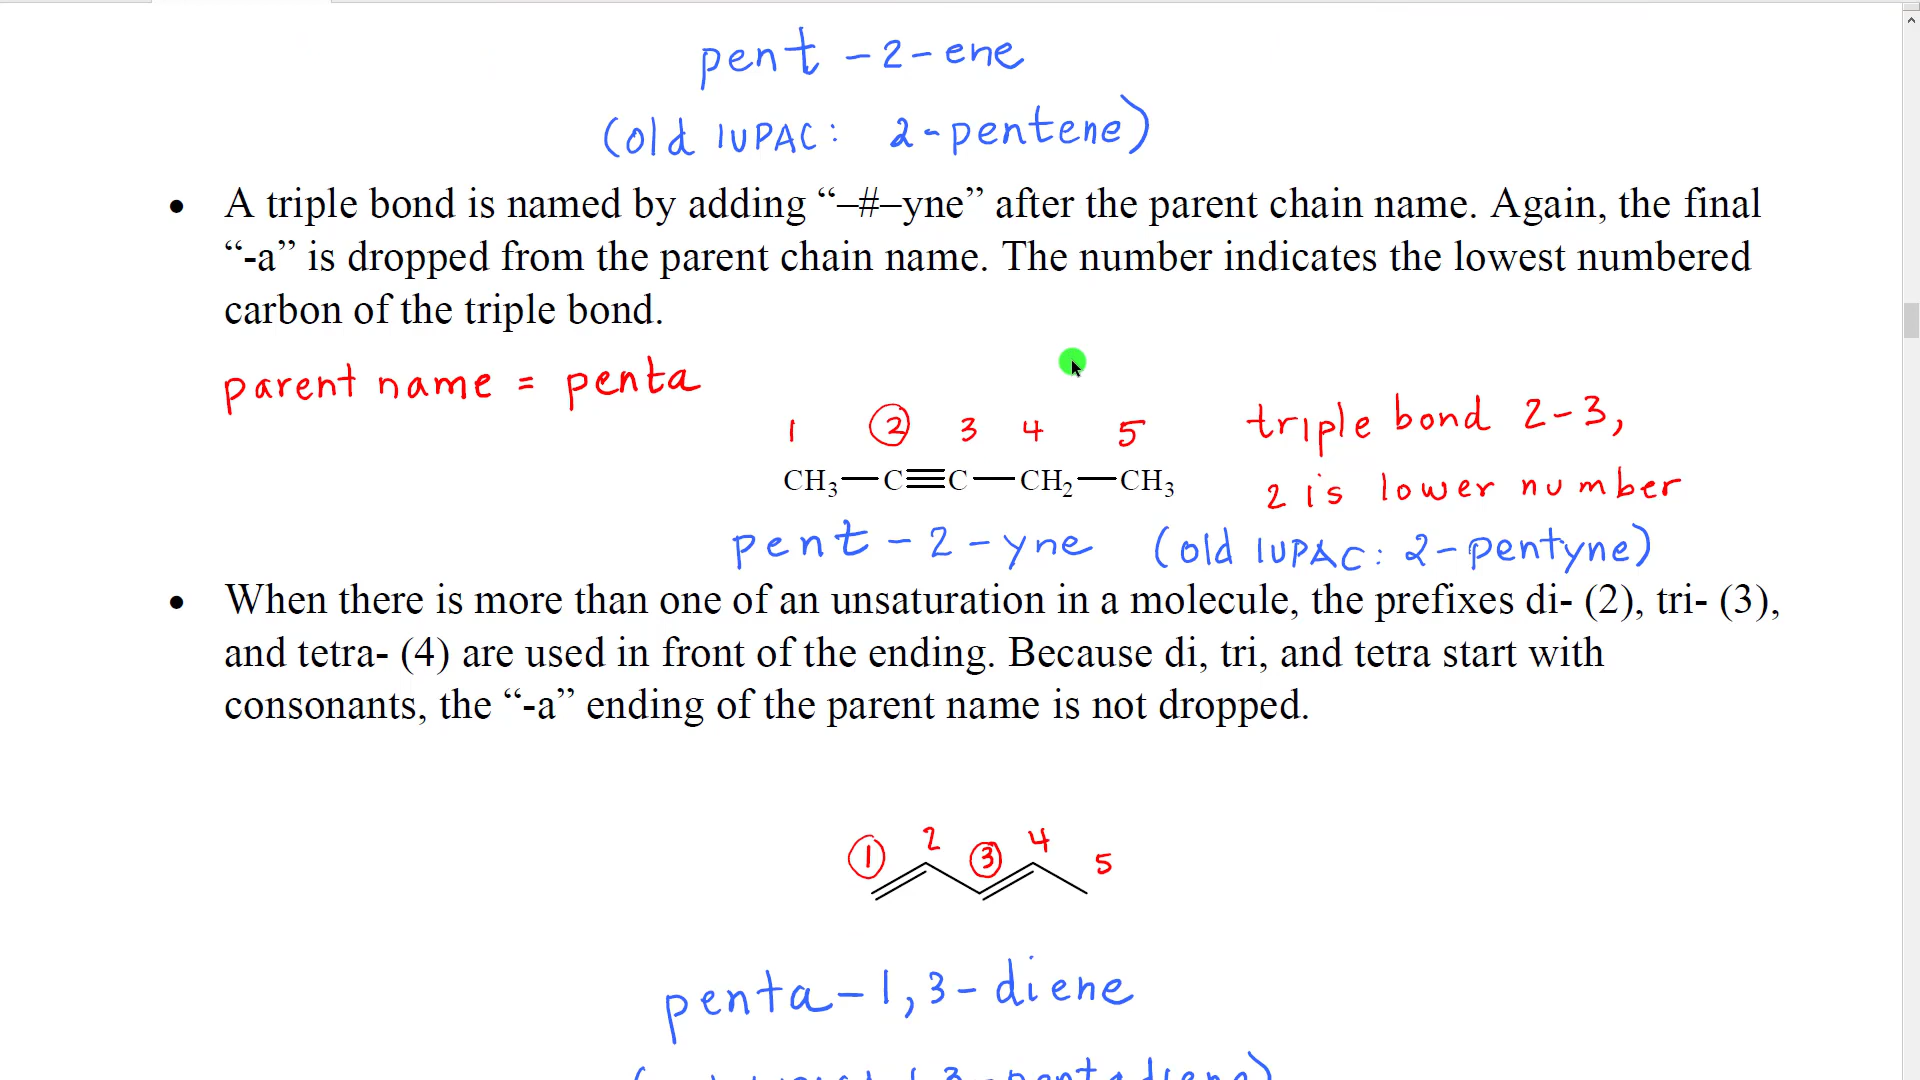 pent-2-ene
(old IUPAC: 2-pentene)
• A triple bond is named by adding “–#–yne” after the parent chain name. Again, the final
“-a” is dropped from the parent chain name. The number indicates the lowest numbered
carbon of the triple bond.
parent name = penta
1 2 3 4 5
triple bond 2-3,
CH3—C≡C—CH2—CH3
2 is lower number
pent-2-yne (old IUPAC: 2-pentyne)
• When there is more than one of an unsaturation in a molecule, the prefixes di- (2), tri- (3),
and tetra- (4) are used in front of the ending. Because di, tri, and tetra start with
consonants, the “-a” ending of the parent name is not dropped.
1 2 3 4 5
penta-1,3-diene